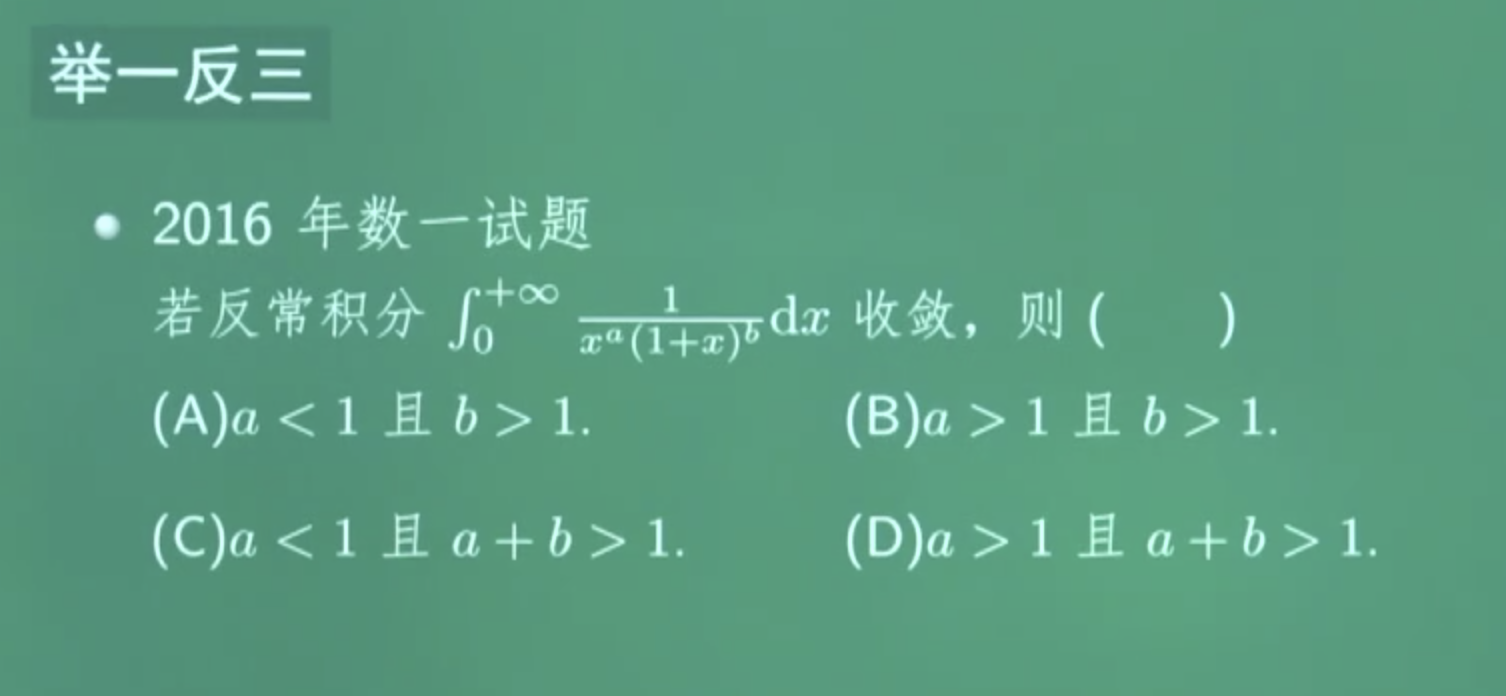 举一反三
• 2016 年数一试题
若反常积分 $\int_0^{+\infty} \frac{1}{x^a(1+x)^b}\mathrm{d}x$ 收敛，则 (  )
(A)$a < 1$ 且 $b > 1$. (B)$a > 1$ 且 $b > 1$.
(C)$a < 1$ 且 $a + b > 1$. (D)$a > 1$ 且 $a + b > 1$.